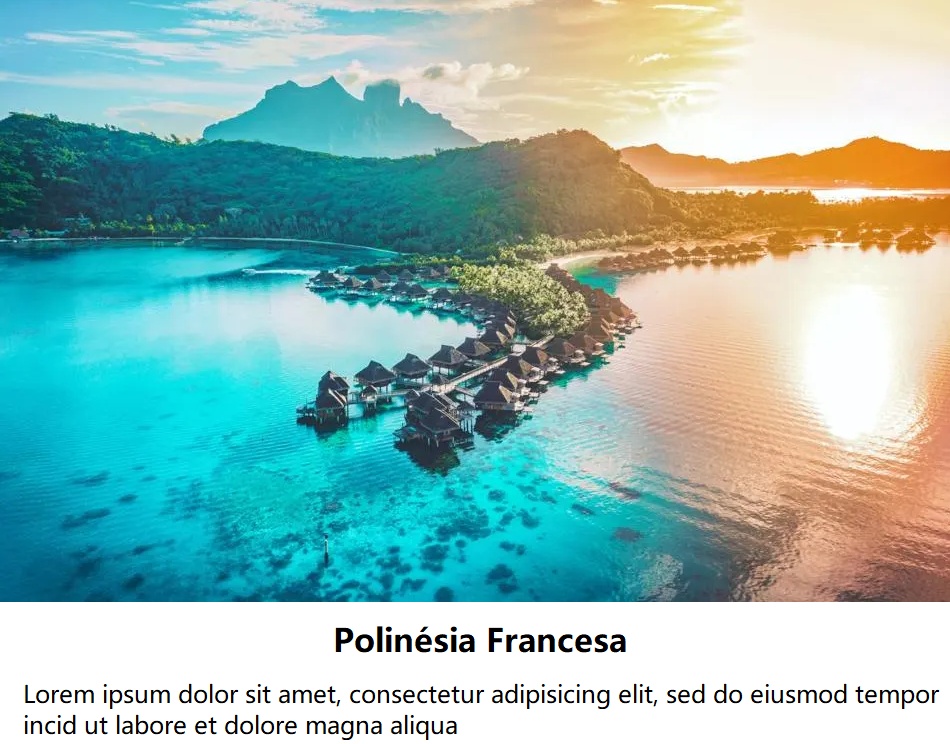 Polinésia Francesa
Lorem ipsum dolor sit amet, consectetur adipisicing elit, sed do eiusmod tempor
incid ut labore et dolore magna aliqua